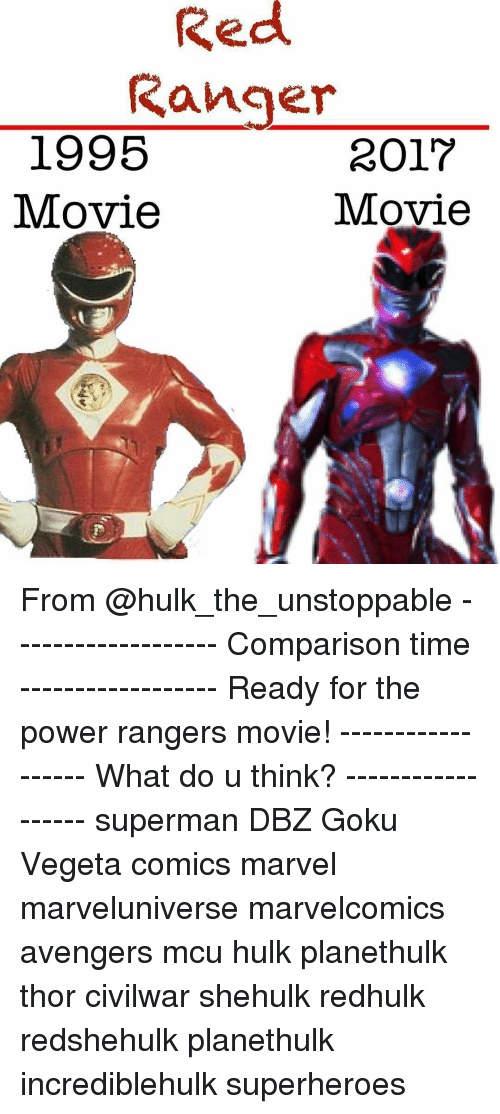 Red
Ranger
1995 2017
Movie Movie
From @hulk_the_unstoppable -
------------------ Comparison time
------------------ Ready for the
power rangers movie! ------------
------ What do u think? ------------
------ superman DBZ Goku
Vegeta comics marvel
marveluniverse marvelcomics
avengers mcu hulk planethulk
thor civilwar shehulk redhulk
redshehulk planethulk
incrediblehulk superheroes